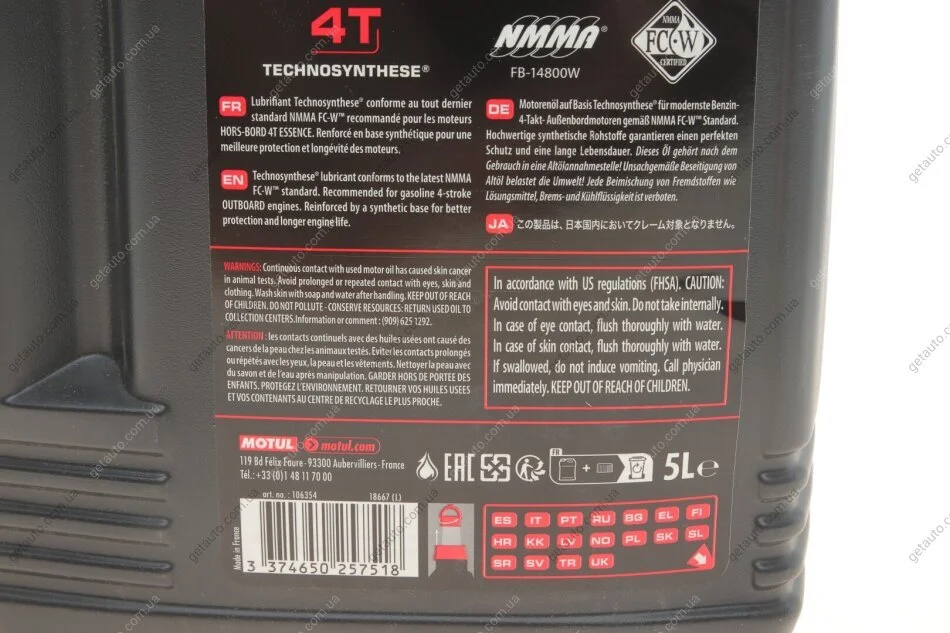 4T
TECHNOSYNTHESE®
NMMA®
FB-14800W
NMMA
FC-W™
CERTIFIED
FR Lubrifiant Technosynthese® conforme au tout dernier
standard NMMA FC-W™ recommandé pour les moteurs
HORS-BORD 4T ESSENCE. Renforcé en base synthétique pour une
meilleure protection et longévité des moteurs.
EN Technosynthese® lubricant conforms to the latest NMMA
FC-W™ standard. Recommended for gasoline 4-stroke
OUTBOARD engines. Reinforced by a synthetic base for better
protection and longer engine life.
DE Motorenöl auf Basis Technosynthese® für modernste Benzin-
4-Takt- Außenbordmotoren gemäß NMMA FC-W™ Standard.
Hochwertige synthetische Rohstoffe garantieren einen perfekten
Schutz und eine lange Lebensdauer. Dieses Öl gehört nach dem
Gebrauch in eine Altölannahmestelle! Unsachgemäße Beseitigung von
Altöl belastet die Umwelt! Jede Beimischung von Fremdstoffen wie
Lösungsmittel, Brems- und Kühlflüssigkeit ist verboten.
JA この製品は、日本国内においてクレーム対象となりません。
WARNINGS: Continuous contact with used motor oil has caused skin cancer
in animal tests. Avoid prolonged or repeated contact with eyes, skin and
clothing. Wash skin with soap and water after handling. KEEP OUT OF REACH
OF CHILDREN. DO NOT POLLUTE - CONSERVE RESOURCES: RETURN USED OIL TO
COLLECTION CENTERS. Information or comment : (909) 625 1292.
ATTENTION : les contacts continuels avec des huiles usées ont causé des
cancers de la peau chez les animaux testés. Eviter les contacts prolongés
ou répétés avec les yeux, la peau et les vêtements. Nettoyer la peau avec
du savon et de l'eau après manipulation. GARDER HORS DE PORTEE DES
ENFANTS. PROTEGEZ L'ENVIRONNEMENT. RETOURNER VOS HUILES USEES
ET VOS CONTENANTS AU CENTRE DE RECYCLAGE LE PLUS PROCHE.
In accordance with US regulations (FHSA). CAUTION:
Avoid contact with eyes and skin. Do not take internally.
In case of eye contact, flush thoroughly with water.
In case of skin contact, flush thoroughly with water.
If swallowed, do not induce vomiting. Call physician
immediately. KEEP OUT OF REACH OF CHILDREN.
MOTUL motul.com
119 Bd Félix Faure - 93300 Aubervilliers - France
Tél.: +33 (0)1 48 11 70 00
EAC
FR
+
5L℮
art. no. : 106354 18667 (L)
Made in France
3 374650 257518
ES IT PT RU BG EL FI
HR KK LV NO PL SK SL
SR SV TR UK
getauto.com.ua